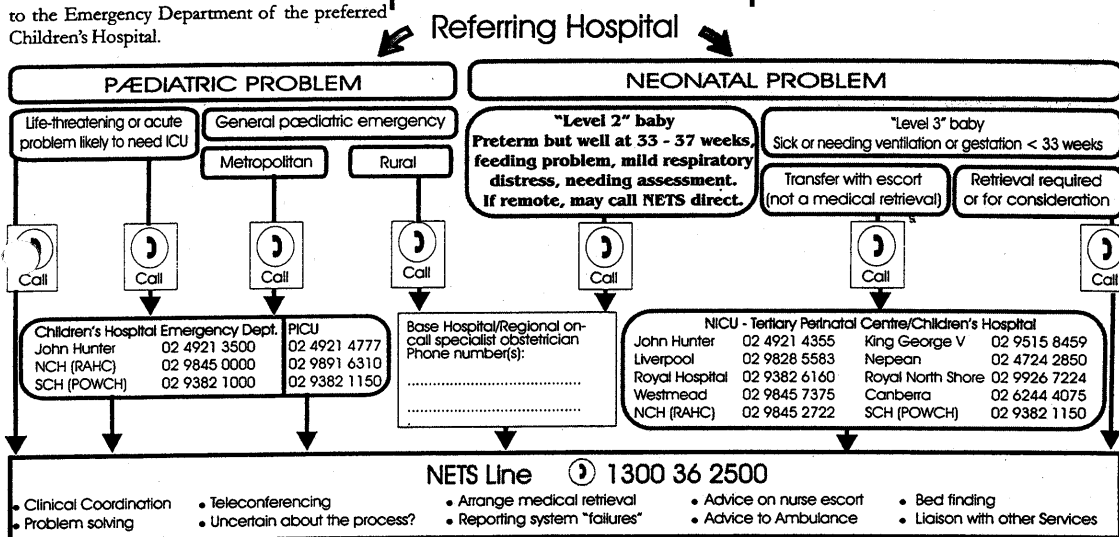 to the Emergency Department of the preferred
Children's Hospital.
Referring Hospital
PÆDIATRIC PROBLEM
Life-threatening or acute
problem likely to need ICU
General pædiatric emergency
Metropolitan
Rural
NEONATAL PROBLEM
"Level 2" baby
Preterm but well at 33 - 37 weeks,
feeding problem, mild respiratory
distress, needing assessment.
If remote, may call NETS direct.
"Level 3" baby
Sick or needing ventilation or gestation < 33 weeks
Transfer with escort
(not a medical retrieval)
Retrieval required
or for consideration
Call
Call
Call
Call
Call
Call
Call
Children's Hospital Emergency Dept. PICU
John Hunter 02 4921 3500 02 4921 4777
NCH (RAHC) 02 9845 0000 02 9891 6310
SCH (POWCH) 02 9382 1000 02 9382 1150
Base Hospital/Regional on-
call specialist obstetrician
Phone number(s):
NICU - Tertiary Perinatal Centre/Children's Hospital
John Hunter 02 4921 4355 King George V 02 9515 8459
Liverpool 02 9828 5583 Nepean 02 4724 2850
Royal Hospital 02 9382 6160 Royal North Shore 02 9926 7224
Westmead 02 9845 7375 Canberra 02 6244 4075
NCH (RAHC) 02 9845 2722 SCH (POWCH) 02 9382 1150
NETS Line 1300 36 2500
• Clinical Coordination • Teleconferencing • Arrange medical retrieval • Advice on nurse escort • Bed finding
• Problem solving • Uncertain about the process? • Reporting system "failures" • Advice to Ambulance • Liaison with other Services